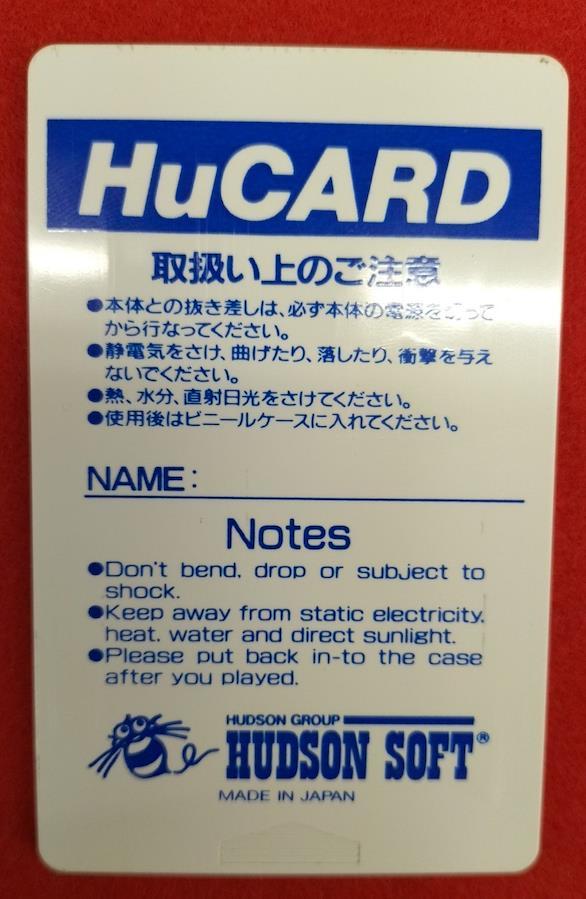 HuCARD
取扱い上のご注意
●本体との抜き差しは、必ず本体の電源を切って
から行なってください。
●静電気をさけ、曲げたり、落したり、衝撃を与え
ないでください。
●熱、水分、直射日光をさけてください。
●使用後はビニールケースに入れてください。
NAME:
Notes
●Don't bend, drop or subject to
shock.
●Keep away from static electricity,
heat, water and direct sunlight.
●Please put back in-to the case
after you played.
HUDSON GROUP
HUDSON SOFT®
MADE IN JAPAN